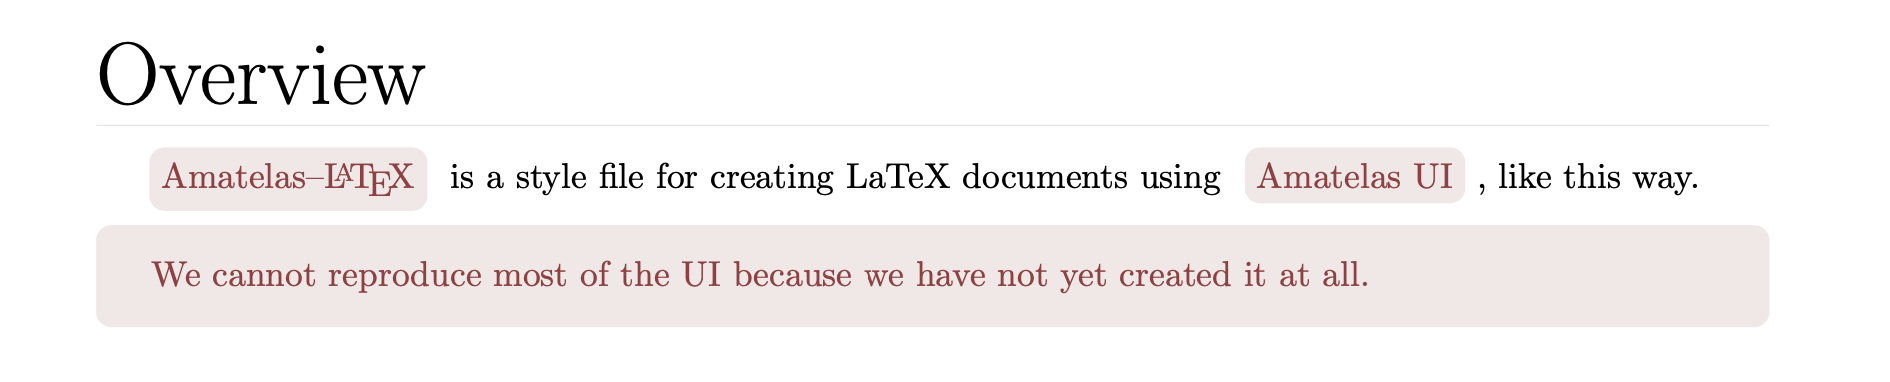 Overview
Amatelas–LATEX is a style file for creating LaTeX documents using Amatelas UI , like this way.
We cannot reproduce most of the UI because we have not yet created it at all.